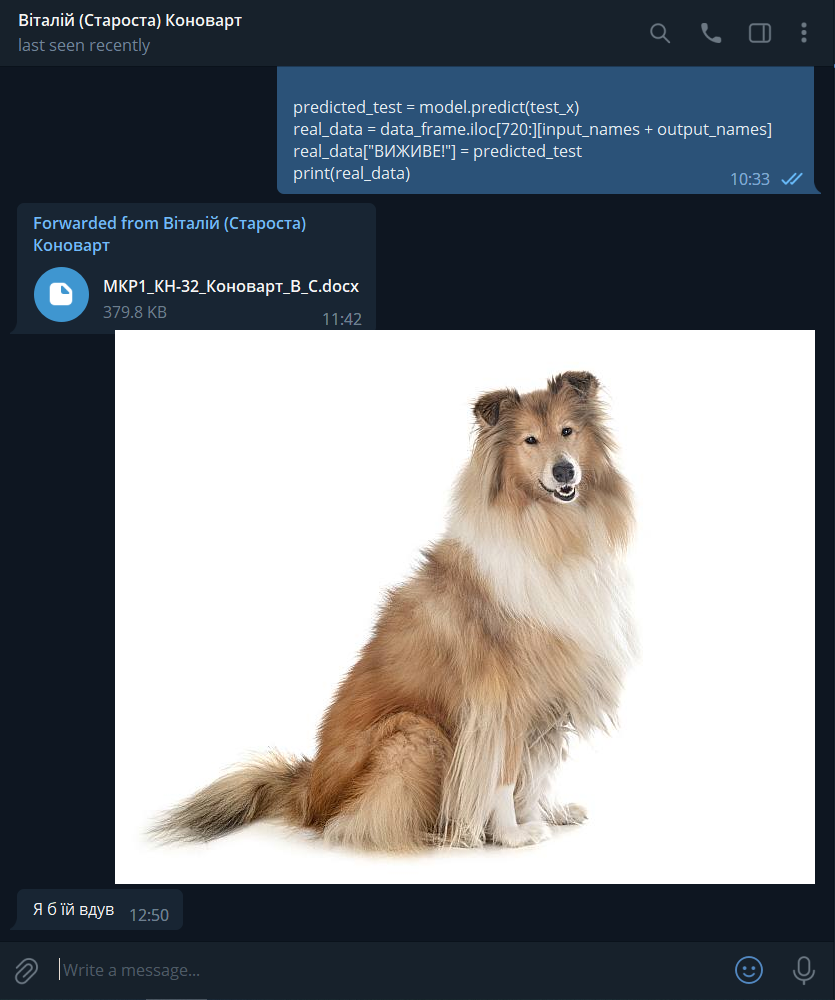 Віталій (Староста) Коноварт
last seen recently
predicted_test = model.predict(test_x)
real_data = data_frame.iloc[720:][input_names + output_names]
real_data["ВИЖИВЕ!"] = predicted_test
print(real_data)
10:33
Forwarded from Віталій (Староста)
Коноварт
МКР1_КН-32_Коноварт_В_С.docx
379.8 KB
11:42
Я б їй вдув
12:50
Write a message...